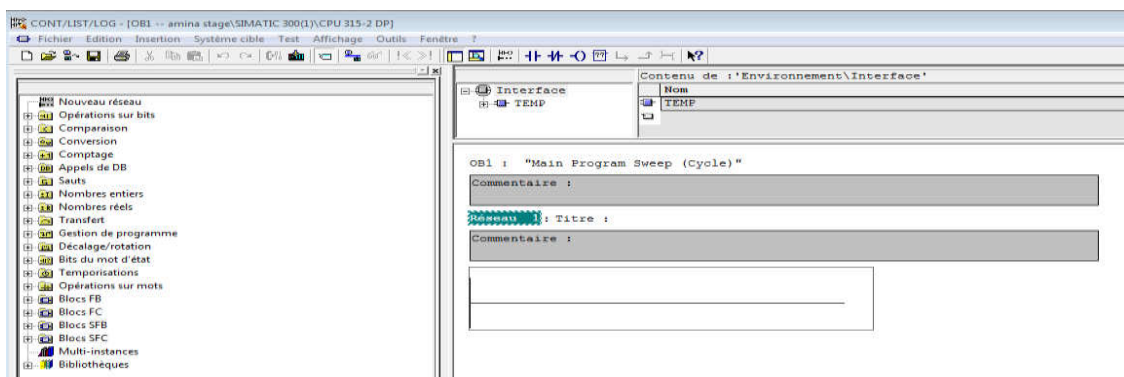 CONT/LIST/LOG - [OB1 -- amina stage\SIMATIC 300(1)\CPU 315-2 DP]
Fichier Edition Insertion Système cible Test Affichage Outils Fenêtre ?
Nouveau réseau
Opérations sur bits
Comparaison
Conversion
Comptage
Appels de DB
Sauts
Nombres entiers
Nombres réels
Transfert
Gestion de programme
Décalage/rotation
Bits du mot d'état
Temporisations
Opérations sur mots
Blocs FB
Blocs FC
Blocs SFB
Blocs SFC
Multi-instances
Bibliothèques
Interface
TEMP
Contenu de :'Environnement\Interface'
Nom
TEMP
OB1 : "Main Program Sweep (Cycle)"
Commentaire :
Réseau 1: Titre :
Commentaire :